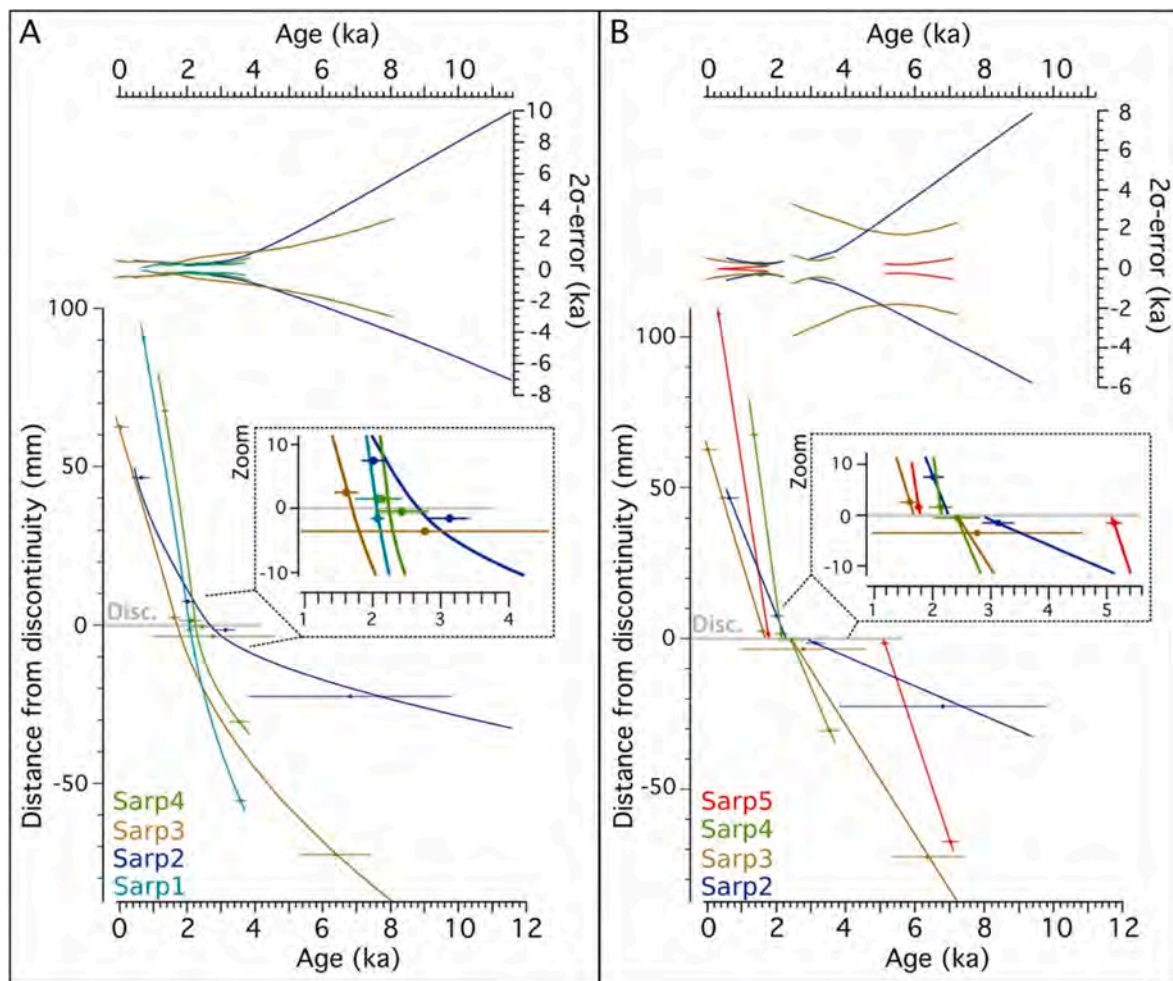 A
Age (ka)
0 2 4 6 8 10
10
8
6
4
2
0
-2
-4
-6
-8
2σ-error (ka)
100
50
0
-50
Distance from discontinuity (mm)
Disc.
Zoom
10
0
-10
1 2 3 4
Sarp4
Sarp3
Sarp2
Sarp1
0 2 4 6 8 10
Age (ka)
B
Age (ka)
0 2 4 6 8 10
8
6
4
2
0
-2
-4
-6
2σ-error (ka)
100
50
0
-50
Distance from discontinuity (mm)
Disc.
Zoom
10
0
-10
1 2 3 4 5
Sarp5
Sarp4
Sarp3
Sarp2
0 2 4 6 8 10 12
Age (ka)